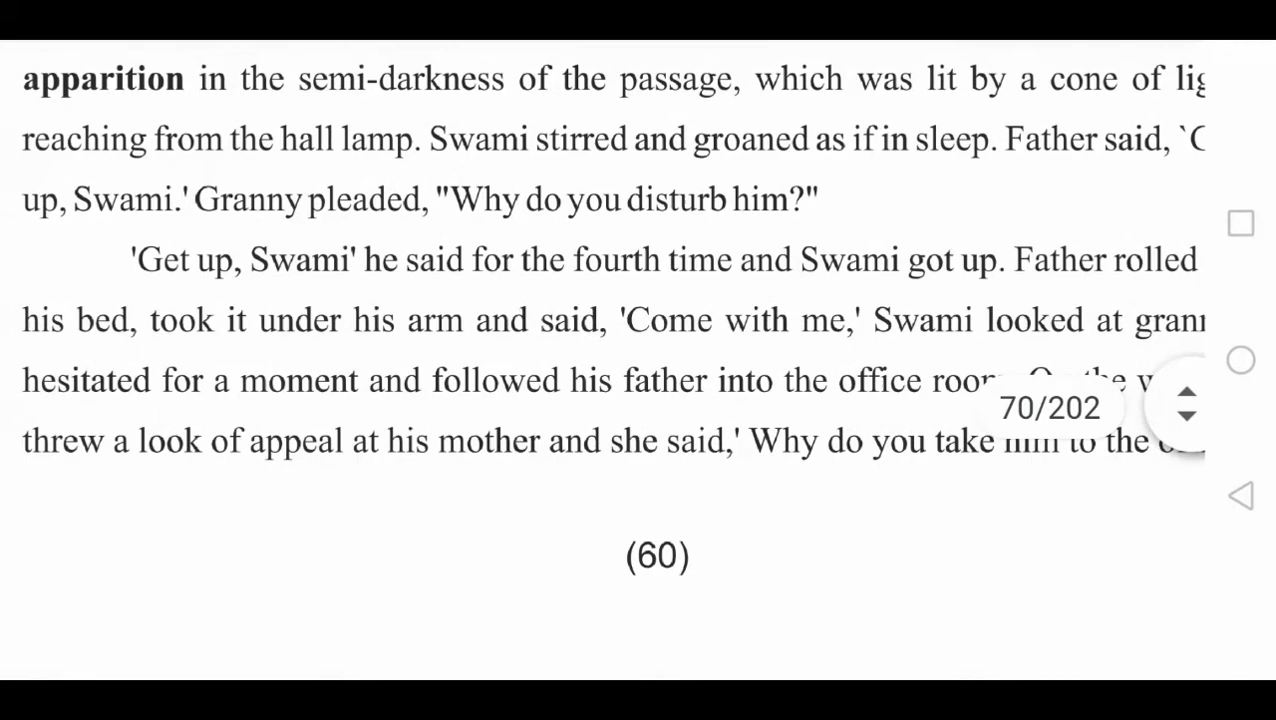 apparition in the semi-darkness of the passage, which was lit by a cone of
reaching from the hall lamp. Swami stirred and groaned as if in sleep. Father said, `
up, Swami.' Granny pleaded, "Why do you disturb him?"
'Get up, Swami' he said for the fourth time and Swami got up. Father rolled
his bed, took it under his arm and said, 'Come with me,' Swami looked at
hesitated for a moment and followed his father into the office
70/202
threw a look of appeal at his mother and she said,' Why do you take him to the
(60)